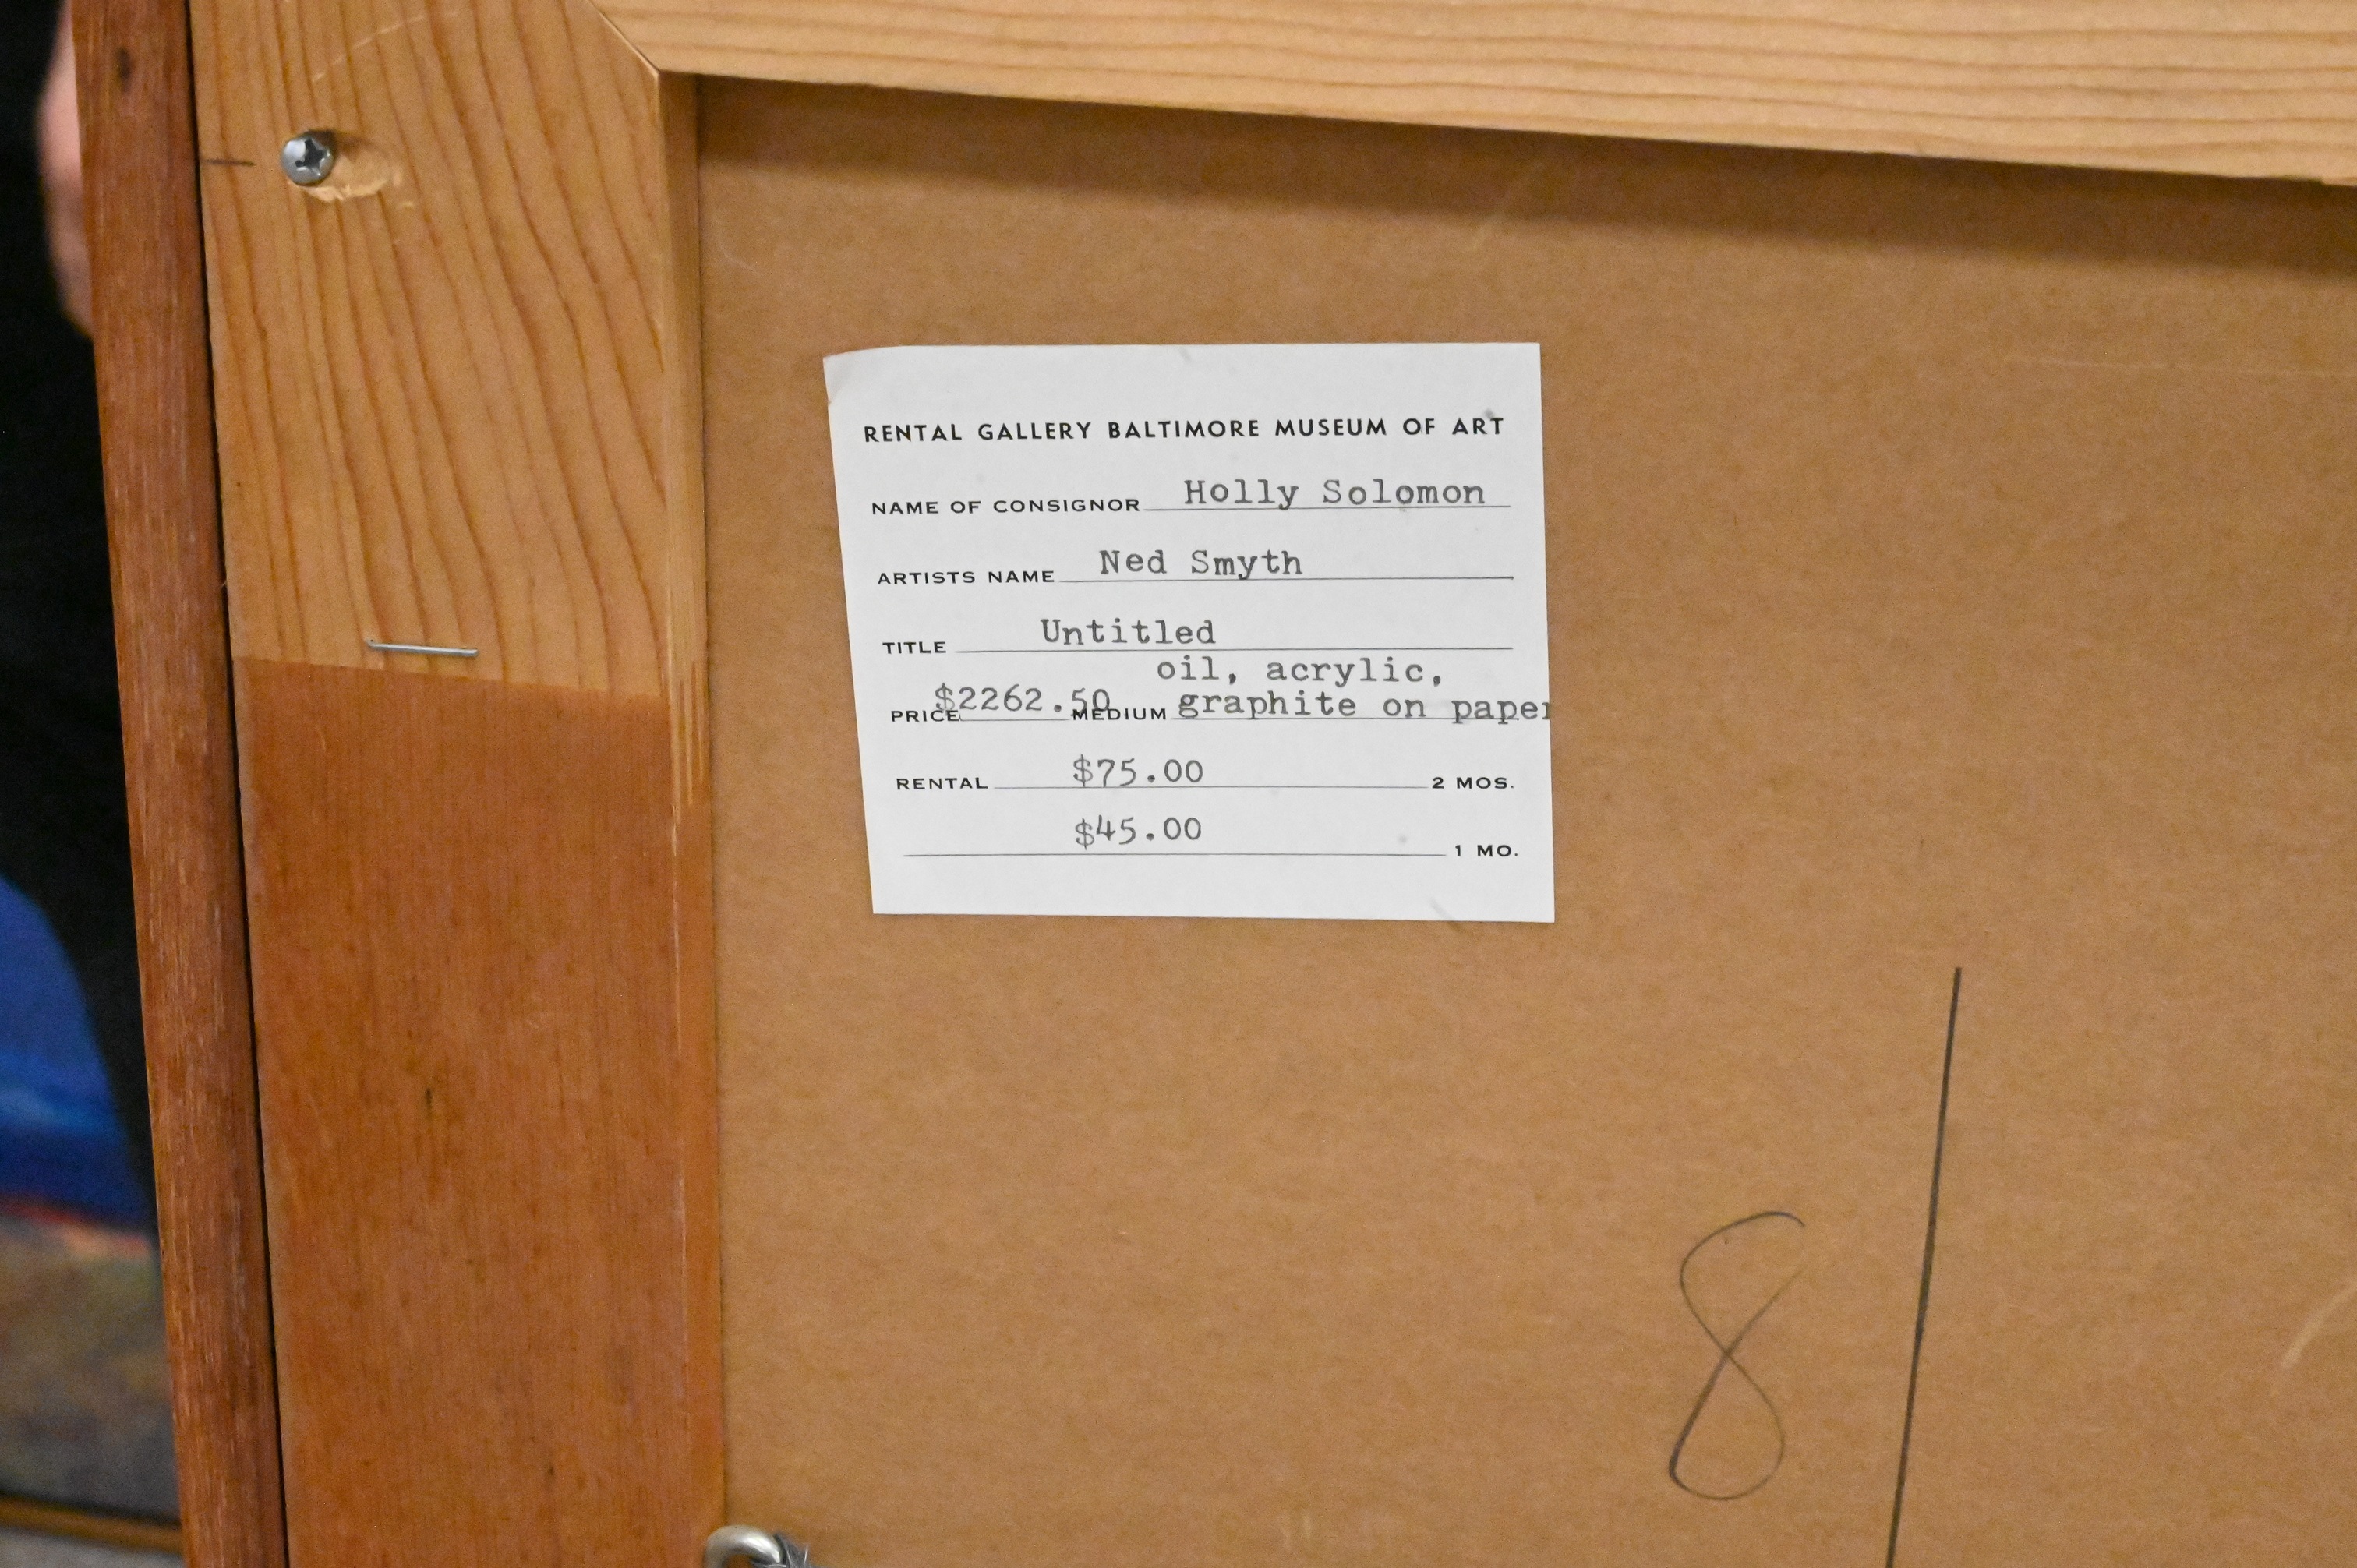 RENTAL GALLERY BALTIMORE MUSEUM OF ART
NAME OF CONSIGNOR Holly Solomon
ARTISTS NAME Ned Smyth
TITLE Untitled
oil, acrylic,
PRICE $2262.50 MEDIUM graphite on paper
RENTAL $75.00 2 MOS.
$45.00 1 MO.
8